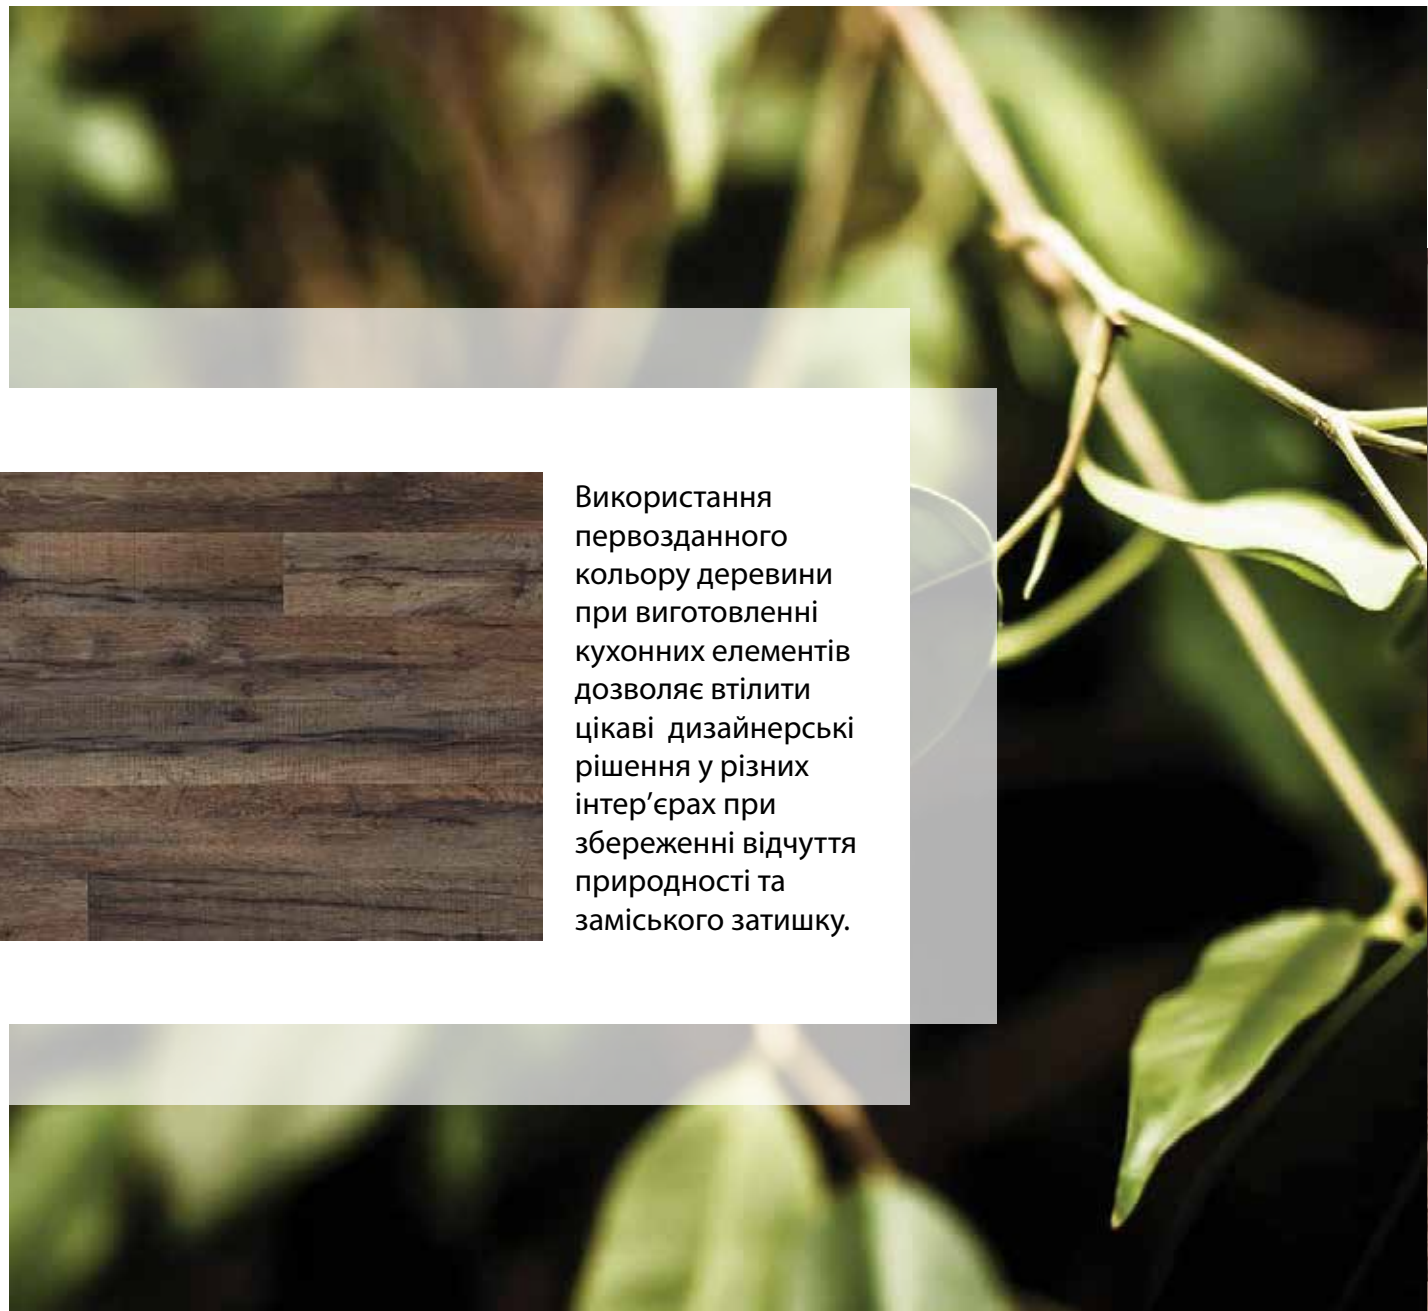 Використання
первозданного
кольору деревини
при виготовленні
кухонних елементів
дозволяє втілити
цікаві  дизайнерські
рішення у різних
інтер’єрах при
збереженні відчуття
природності та
заміського затишку.